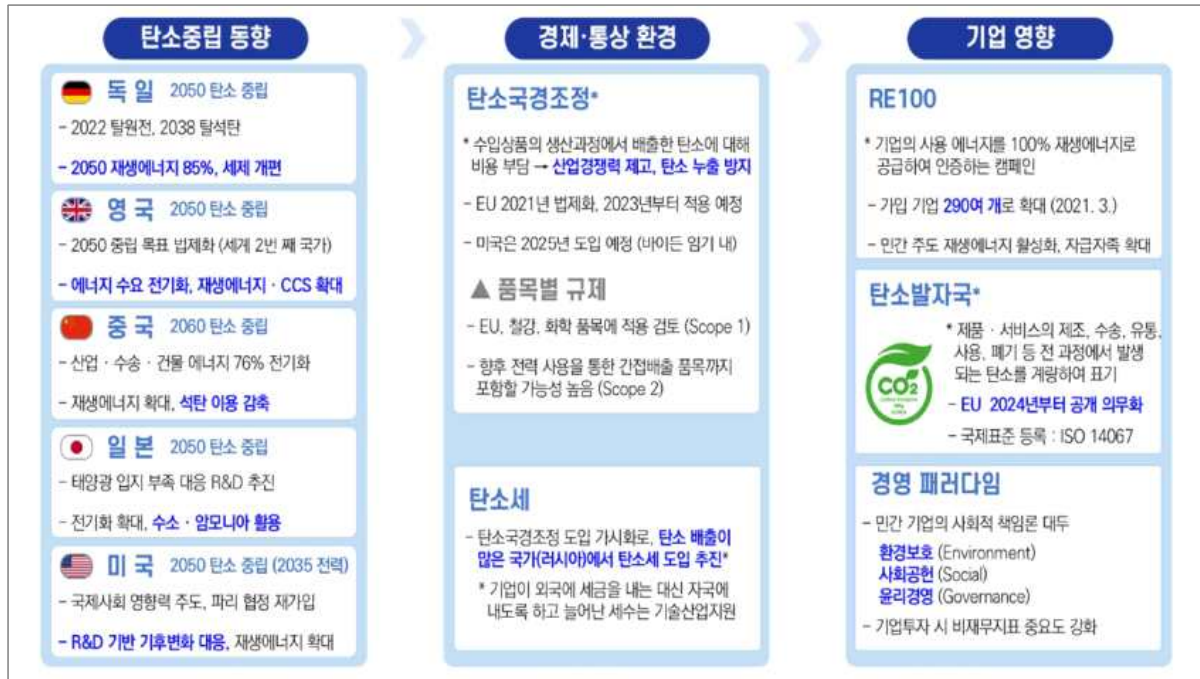 탄소중립 동향
독 일 2050 탄소 중립
- 2022 탈원전, 2038 탈석탄
- 2050 재생에너지 85%, 세제 개편
영 국 2050 탄소 중립
- 2050 중립 목표 법제화 (세계 2번 째 국가)
- 에너지 수요 전기화, 재생에너지 · CCS 확대
중 국 2060 탄소 중립
- 산업 · 수송 · 건물 에너지 76% 전기화
- 재생에너지 확대, 석탄 이용 감축
일 본 2050 탄소 중립
- 태양광 입지 부족 대응 R&D 추진
- 전기화 확대, 수소 · 암모니아 활용
미 국 2050 탄소 중립 (2035 전력)
- 국제사회 영향력 주도, 파리 협정 재가입
- R&D 기반 기후변화 대응, 재생에너지 확대
경제·통상 환경
탄소국경조정*
* 수입상품의 생산과정에서 배출한 탄소에 대해
비용 부담 → 산업경쟁력 제고, 탄소 누출 방지
- EU 2021년 법제화, 2023년부터 적용 예정
- 미국은 2025년 도입 예정 (바이든 임기 내)
▲ 품목별 규제
- EU, 철강, 화학 품목에 적용 검토 (Scope 1)
- 향후 전력 사용을 통한 간접배출 품목까지
포함할 가능성 높음 (Scope 2)
탄소세
- 탄소국경조정 도입 가시화로, 탄소 배출이
많은 국가(러시아)에서 탄소세 도입 추진*
* 기업이 외국에 세금을 내는 대신 자국에
내도록 하고 늘어난 세수는 기술산업지원
기업 영향
RE100
* 기업의 사용 에너지를 100% 재생에너지로
공급하여 인증하는 캠페인
- 가입 기업 290여 개로 확대 (2021. 3.)
- 민간 주도 재생에너지 활성화, 자급자족 확대
탄소발자국*
* 제품 · 서비스의 제조, 수송, 유통,
사용, 폐기 등 전 과정에서 발생
되는 탄소를 계량하여 표기
CO2
- EU 2024년부터 공개 의무화
- 국제표준 등록 : ISO 14067
경영 패러다임
- 민간 기업의 사회적 책임론 대두
환경보호 (Environment)
사회공헌 (Social)
윤리경영 (Governance)
- 기업투자 시 비재무지표 중요도 강화